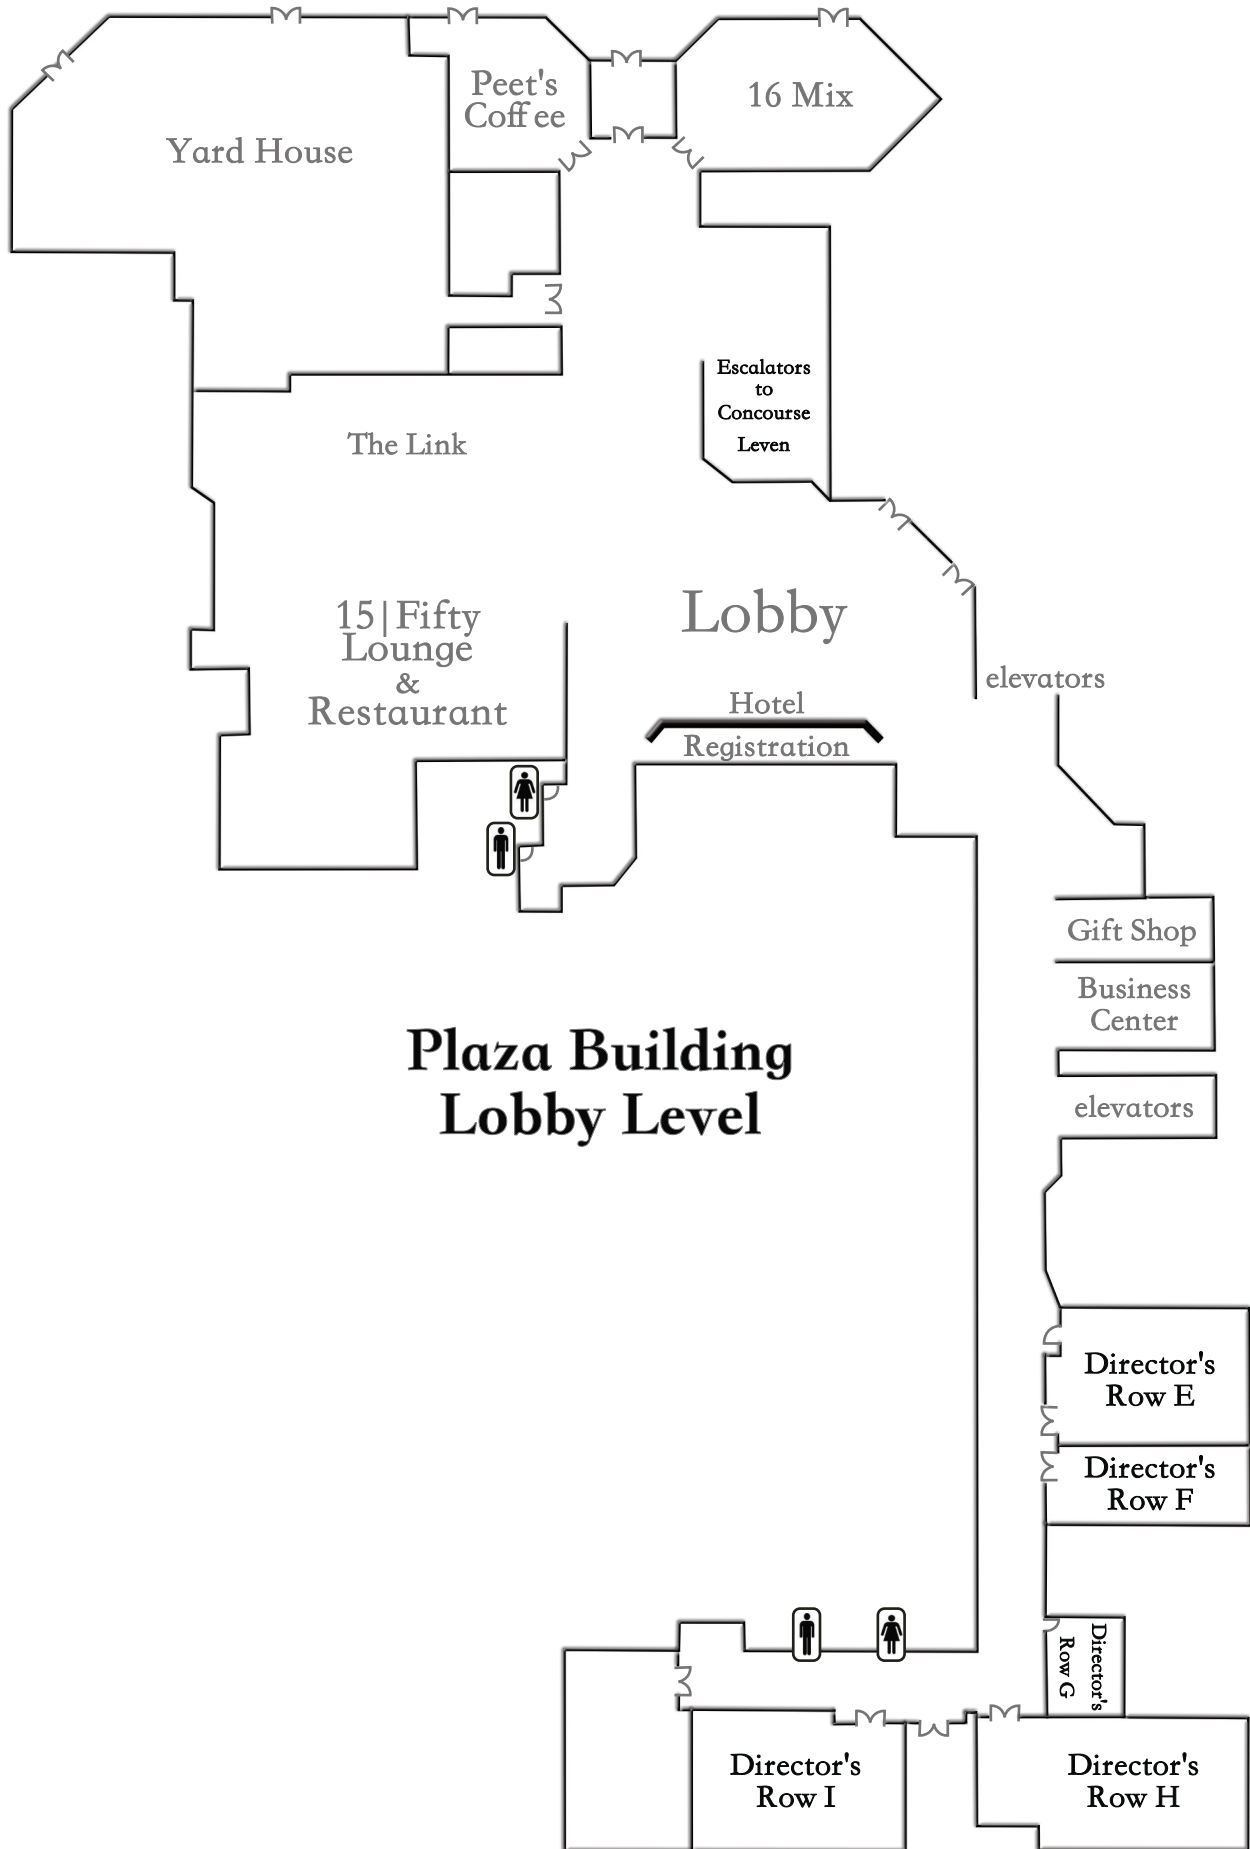 Peet's
Coffee
16 Mix
Yard House
Escalators
to
Concourse
Leven
The Link
15|Fifty
Lounge
&
Restaurant
Lobby
elevators
Hotel
Registration
Gift Shop
Business
Center
Plaza Building
Lobby Level
elevators
Director's
Row E
Director's
Row F
Director's
Row G
Director's
Row I
Director's
Row H